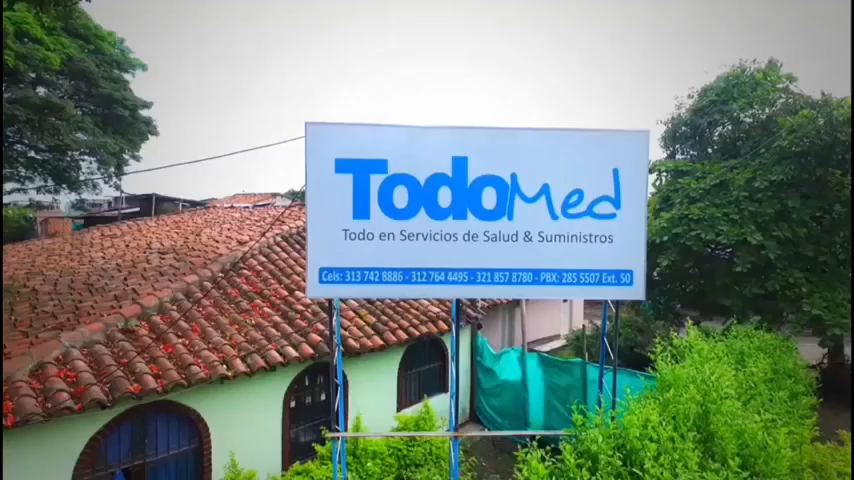 TodoMed
Todo en Servicios de Salud & Suministros
Cels: 313 742 8886 - 312 764 4495 - 321 857 8780 - PBX: 285 5507 Ext. 50